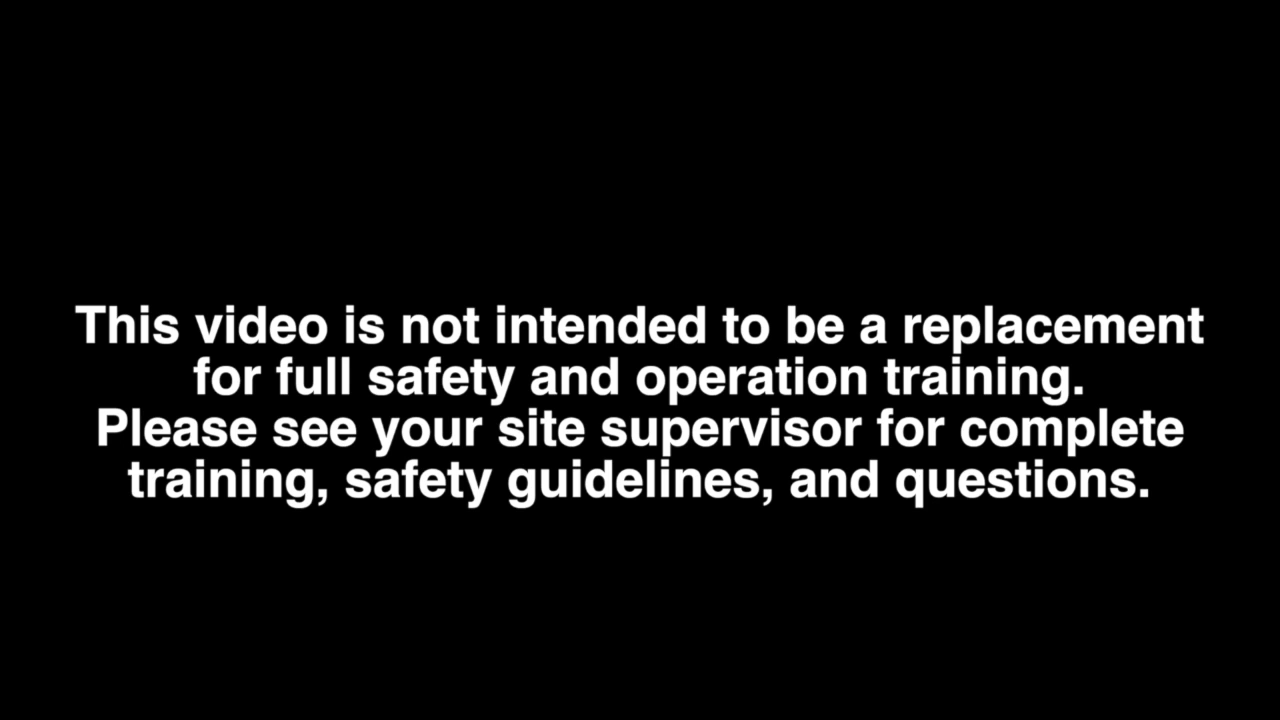 This video is not intended to be a replacement
for full safety and operation training.
Please see your site supervisor for complete
training, safety guidelines, and questions.